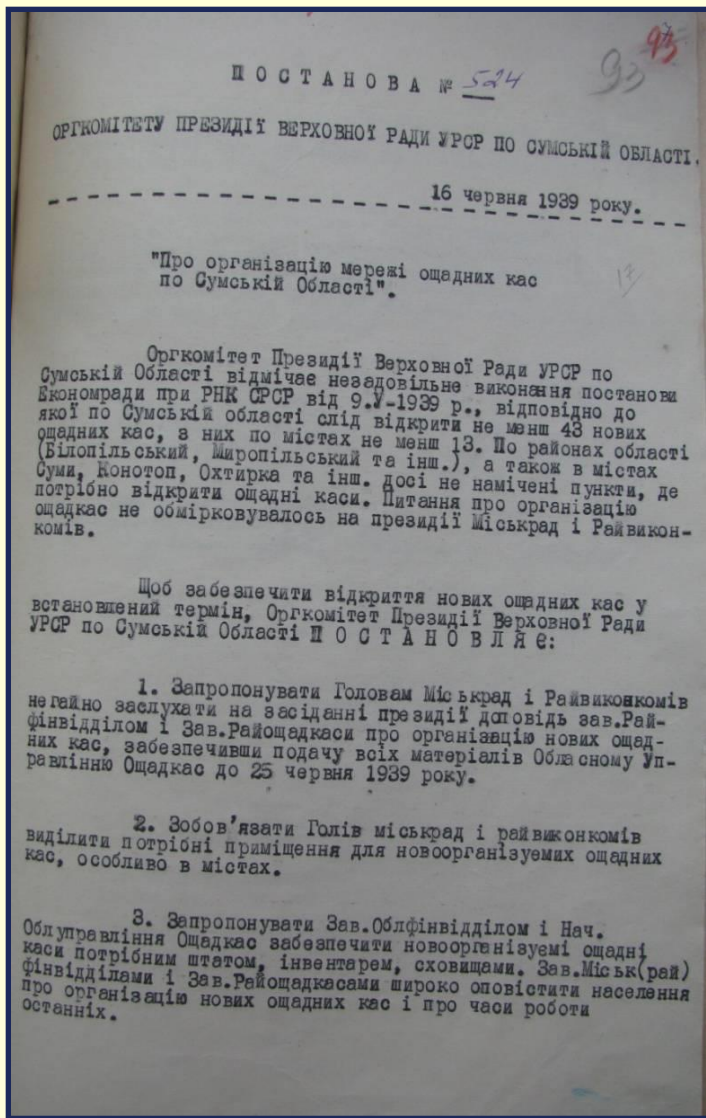 93
93
ПОСТАНОВА № 524
ОРГКОМІТЕТУ ПРЕЗИДІЇ ВЕРХОВНОЇ РАДИ УРСР ПО СУМСЬКІЙ ОБЛАСТІ.
16 червня 1939 року.
"Про організацію мережі ощадних кас
по Сумській Області".
17
Оргкомітет Президії Верховної Ради УРСР по
Сумській Області відмічає незадовільне виконання постанови
Економради при РНК СРСР від 9.У-1939 р., відповідно до
якої по Сумській області слід відкрити не менш 43 нових
ощадних кас, з них по містах не менш 13. По районах області
(Білопільський, Миропільський та інш.), а також в містах
Суми, Конотоп, Охтирка та інш. досі не намічені пункти, де
потрібно відкрити ощадні каси. Питання про організацію
ощадкас не обмірковувалось на президії Міськрад і Райвикон-
комів.
Щоб забезпечити відкриття нових ощадних кас у
встановлений термін, Оргкомітет Президії Верховної Ради
УРСР по Сумській Області ПОСТАНОВЛЯЄ:
1. Запропонувати Головам Міськрад і Райвиконкомів
негайно заслухати на засіданні президії доповідь зав.Рай-
фінвідділом і Зав.Райощадкаси про організацію нових ощад-
них кас, забезпечивши подачу всіх матеріалів Обласному Уп-
равлінню Ощадкас до 25 червня 1939 року.
2. Зобов'язати Голів міськрад і райвиконкомів
виділити потрібні приміщення для новоорганізуємих ощадних
кас, особливо в містах.
3. Запропонувати Зав.Облфінвідділом і Нач.
Облуправління Ощадкас забезпечити новоорганізуємі ощадні
каси потрібним штатом, інвентарем, сховищами. Зав.Міськ(рай)
фінвідділами і Зав.Райощадкасами широко оповістити населення
про організацію нових ощадних кас і про часи роботи
останніх.